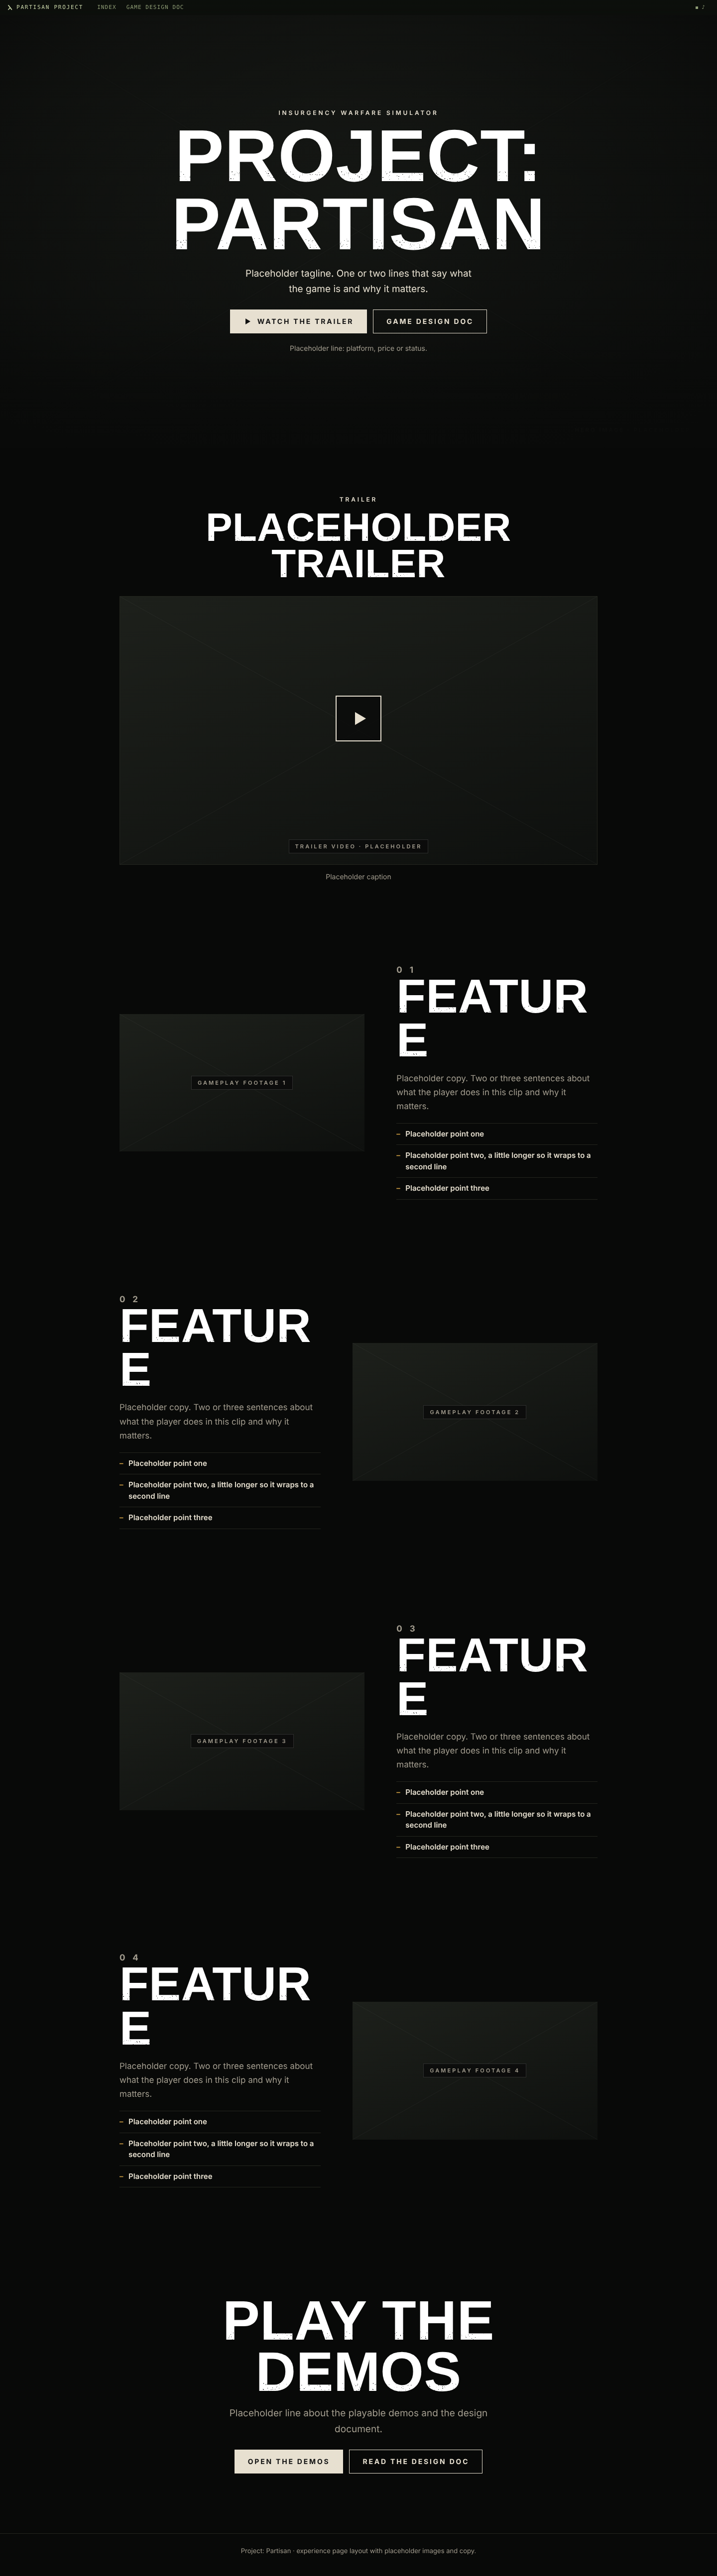 PARTISAN PROJECT INDEX GAME DESIGN DOC
INSURGENCY WARFARE SIMULATOR
PROJECT:
PARTISAN
Placeholder tagline. One or two lines that say what
the game is and why it matters.
WATCH THE TRAILER
GAME DESIGN DOC
Placeholder line: platform, price or status.
TRAILER
PLACEHOLDER
TRAILER
TRAILER VIDEO · PLACEHOLDER
Placeholder caption
GAMEPLAY FOOTAGE 1
01
FEATUR
E
Placeholder copy. Two or three sentences about
what the player does in this clip and why it
matters.
– Placeholder point one
– Placeholder point two, a little longer so it wraps to a
second line
– Placeholder point three
02
FEATUR
E
Placeholder copy. Two or three sentences about
what the player does in this clip and why it
matters.
– Placeholder point one
– Placeholder point two, a little longer so it wraps to a
second line
– Placeholder point three
GAMEPLAY FOOTAGE 2
GAMEPLAY FOOTAGE 3
03
FEATUR
E
Placeholder copy. Two or three sentences about
what the player does in this clip and why it
matters.
– Placeholder point one
– Placeholder point two, a little longer so it wraps to a
second line
– Placeholder point three
04
FEATUR
E
Placeholder copy. Two or three sentences about
what the player does in this clip and why it
matters.
– Placeholder point one
– Placeholder point two, a little longer so it wraps to a
second line
– Placeholder point three
GAMEPLAY FOOTAGE 4
PLAY THE
DEMOS
Placeholder line about the playable demos and the design
document.
OPEN THE DEMOS
READ THE DESIGN DOC
Project: Partisan · experience page layout with placeholder images and copy.